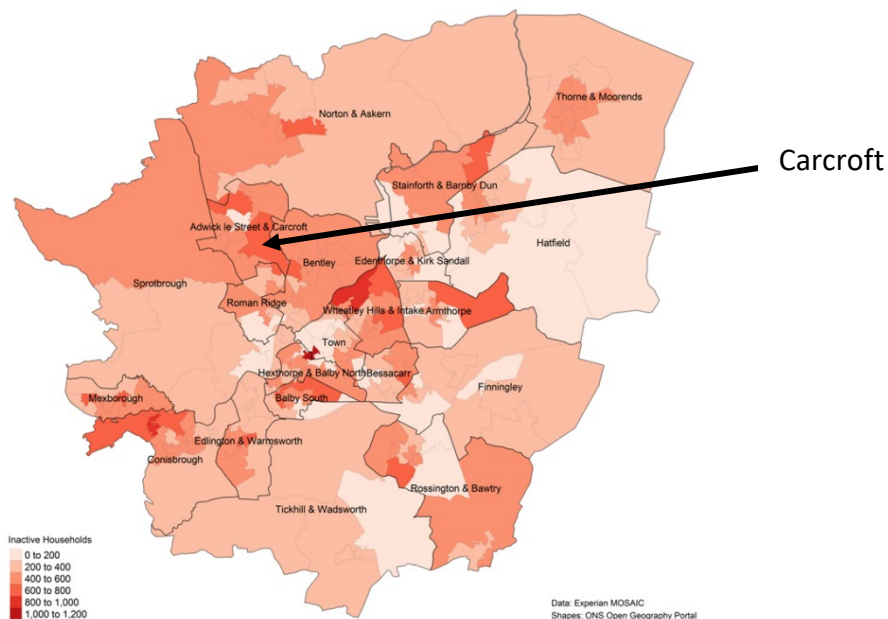 Thorne & Moorends
Norton & Askern
Carcroft
Stainforth & Barnby Dun
Adwick le Street & Carcroft
Hatfield
Bentley
Edenthorpe & Kirk Sandall
Sprotbrough
Roman Ridge
Wheatley Hills & Intake
Armthorpe
Town
Hexthorpe & Balby North
Bessacarr
Finningley
Mexborough
Balby South
Edlington & Warmsworth
Conisbrough
Rossington & Bawtry
Tickhill & Wadsworth
Inactive Households
0 to 200
200 to 400
400 to 600
600 to 800
800 to 1,000
1,000 to 1,200
Data: Experian MOSAIC
Shapes: ONS Open Geography Portal